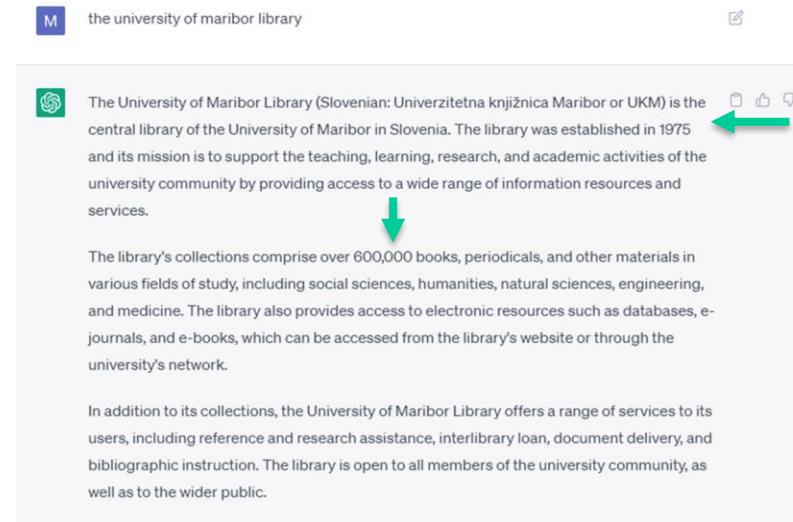 M
the university of maribor library
The University of Maribor Library (Slovenian: Univerzitetna knjižnica Maribor or UKM) is the
central library of the University of Maribor in Slovenia. The library was established in 1975
and its mission is to support the teaching, learning, research, and academic activities of the
university community by providing access to a wide range of information resources and
services.
The library's collections comprise over 600,000 books, periodicals, and other materials in
various fields of study, including social sciences, humanities, natural sciences, engineering,
and medicine. The library also provides access to electronic resources such as databases, e-
journals, and e-books, which can be accessed from the library's website or through the
university's network.
In addition to its collections, the University of Maribor Library offers a range of services to its
users, including reference and research assistance, interlibrary loan, document delivery, and
bibliographic instruction. The library is open to all members of the university community, as
well as to the wider public.